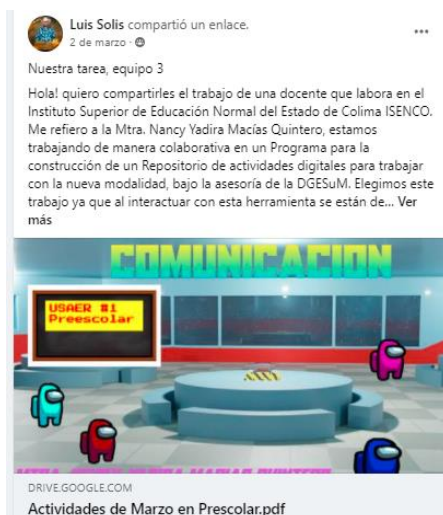 Luis Solis compartió un enlace.
2 de marzo ·
Nuestra tarea, equipo 3
Hola! quiero compartirles el trabajo de una docente que labora en el
Instituto Superior de Educación Normal del Estado de Colima ISENCO.
Me refiero a la Mtra. Nancy Yadira Macías Quintero, estamos
trabajando de manera colaborativa en un Programa para la
construcción de un Repositorio de actividades digitales para trabajar
con la nueva modalidad, bajo la asesoría de la DGESuM. Elegimos este
trabajo ya que al interactuar con esta herramienta se están de... Ver
más
COMUNICACION
USAER #1
Preescolar
DRIVE.GOOGLE.COM
Actividades de Marzo en Prescolar.pdf